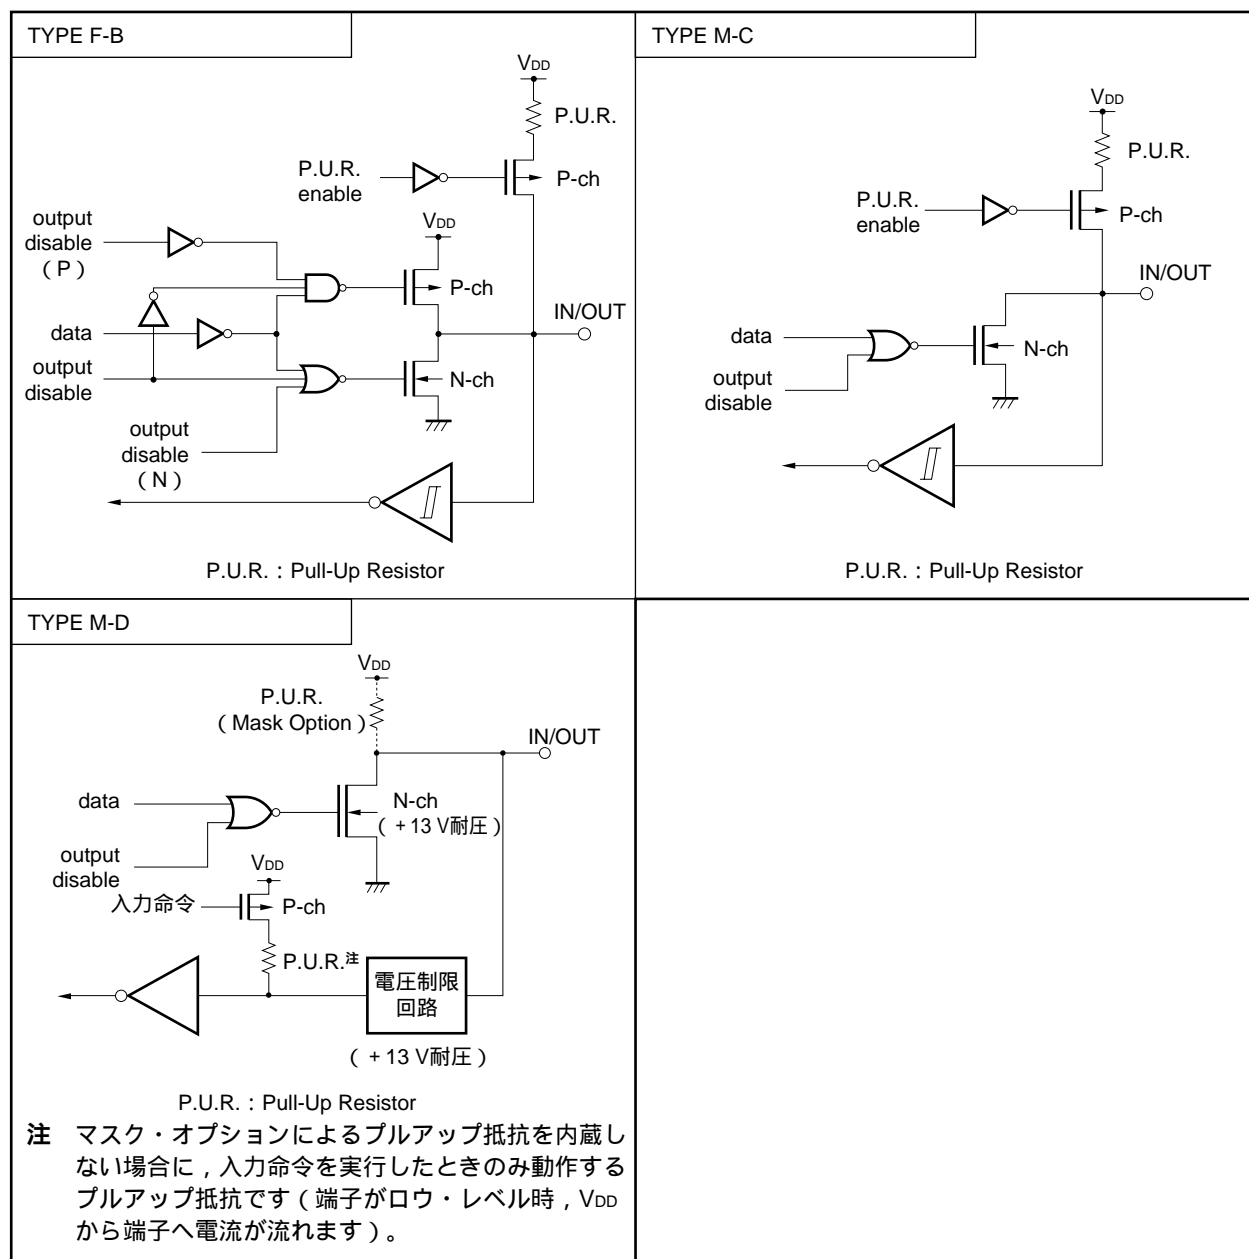 TYPE F-B
VDD
P.U.R.
P.U.R.
enable
P-ch
output
disable
( P )
VDD
P-ch
IN/OUT
data
output
disable
N-ch
output
disable
( N )
P.U.R. : Pull-Up Resistor
TYPE M-C
VDD
P.U.R.
P.U.R.
enable
P-ch
IN/OUT
data
N-ch
output
disable
P.U.R. : Pull-Up Resistor
TYPE M-D
VDD
P.U.R.
( Mask Option )
IN/OUT
data
N-ch
( + 13 V耐圧 )
output
disable
VDD
入力命令
P-ch
P.U.R.注
電圧制限
回路
( + 13 V耐圧 )
P.U.R. : Pull-Up Resistor
注 マスク・オプションによるプルアップ抵抗を内蔵し
ない場合に，入力命令を実行したときのみ動作する
プルアップ抵抗です（端子がロウ・レベル時，VDD
から端子へ電流が流れます）。